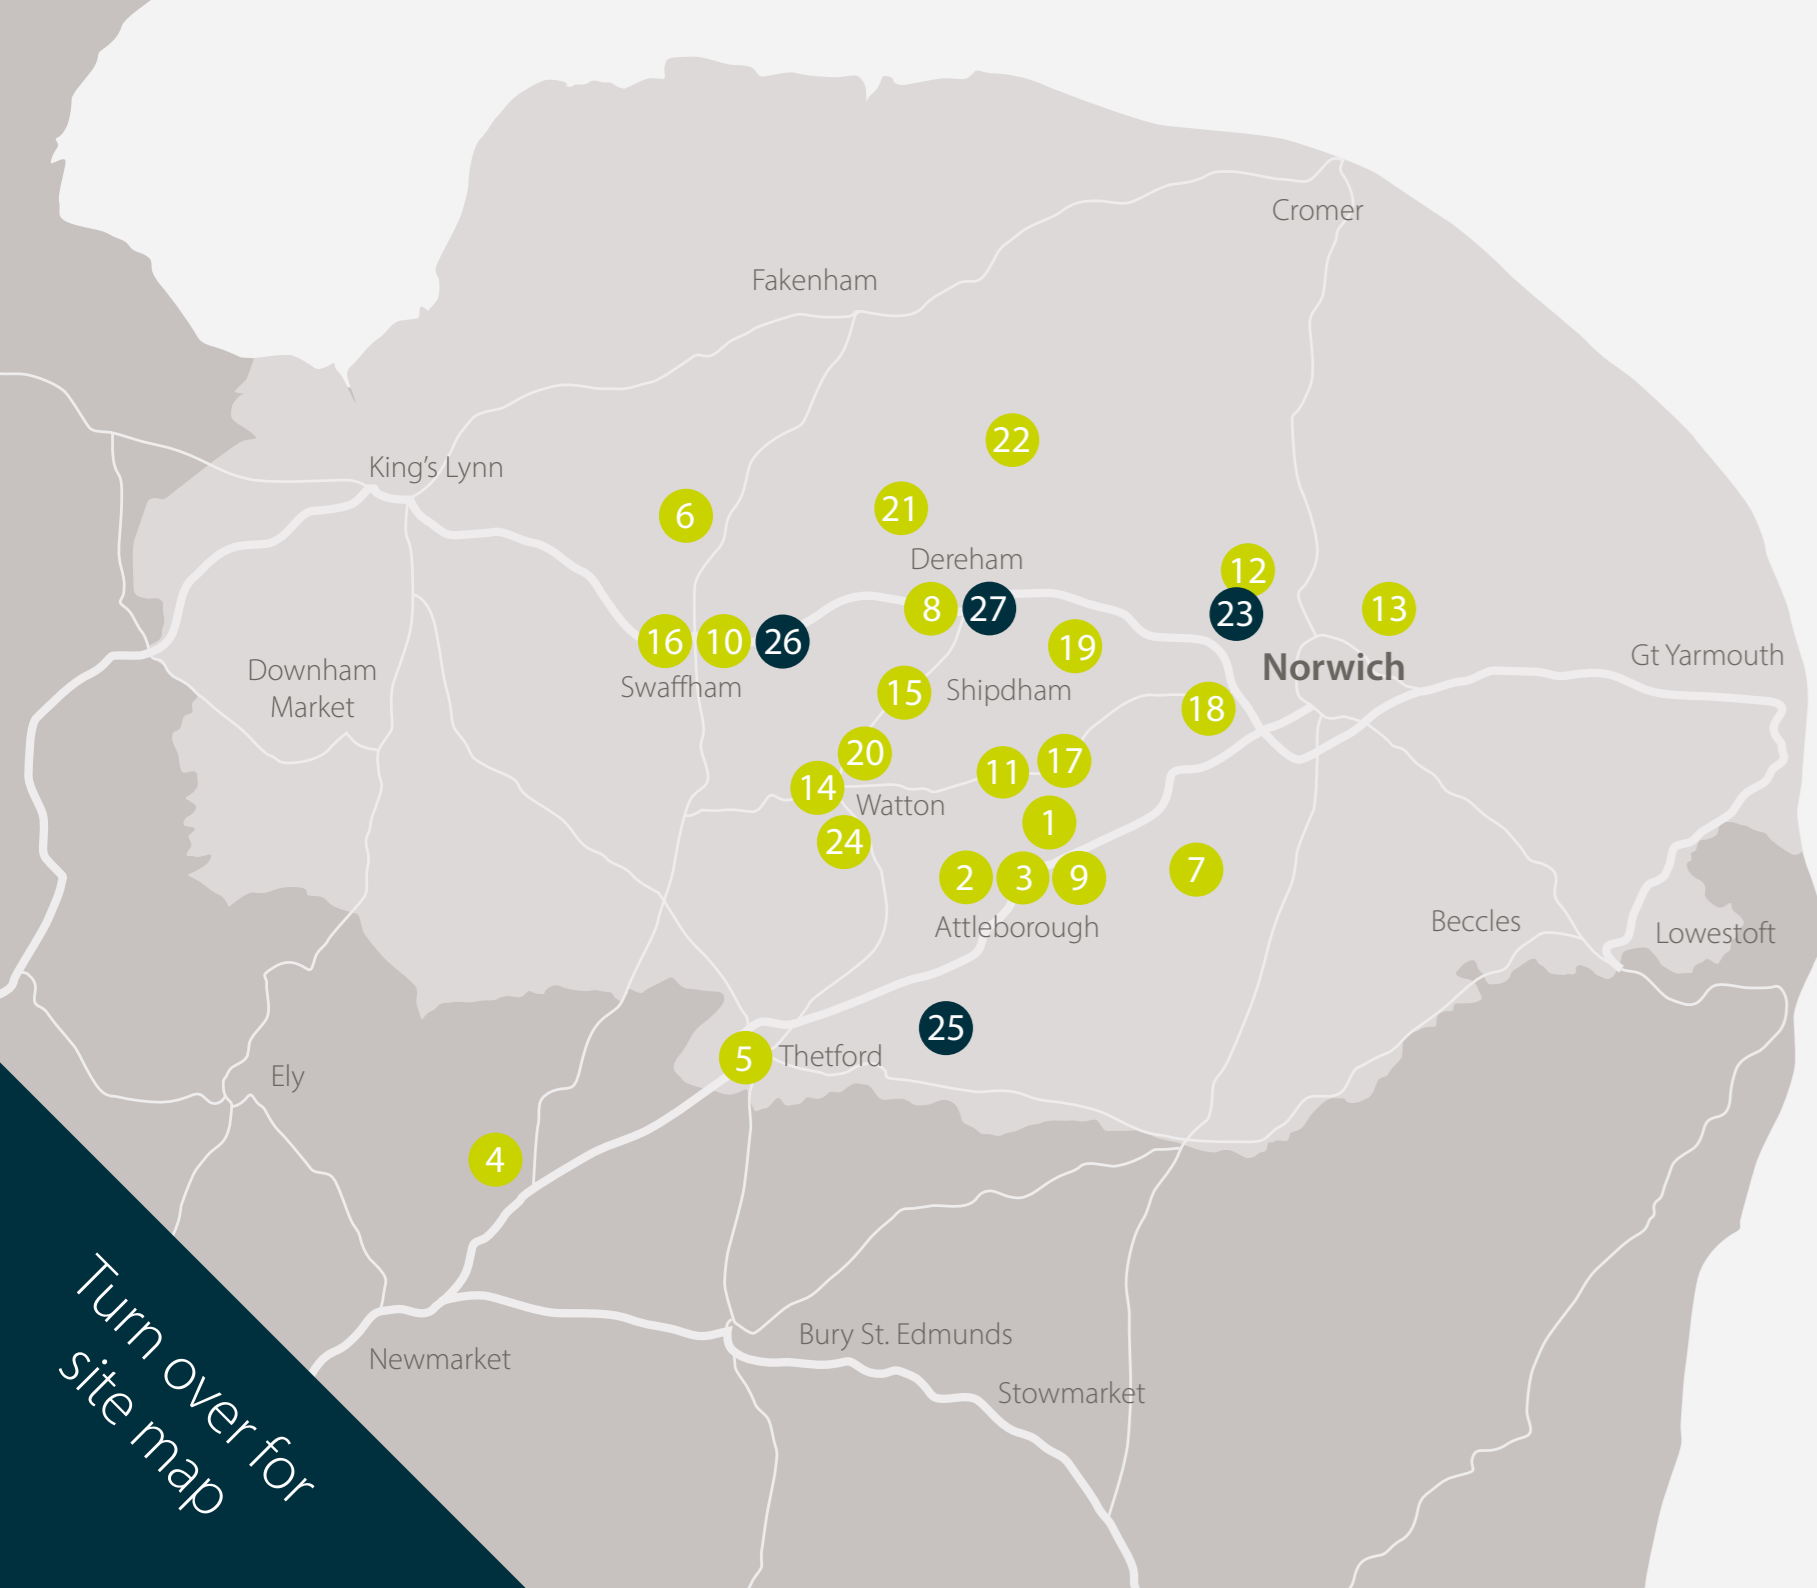 Cromer
Fakenham
22
King's Lynn
6
21
Dereham
12
8
27
23
13
16
10
26
19
Norwich
Gt Yarmouth
Downham
Market
Swaffham
15
Shipdham
18
20
11
17
14
Watton
1
24
2
3
9
7
Attleborough
Beccles
Lowestoft
25
5
Thetford
Ely
4
Turn over for
site map
Newmarket
Bury St. Edmunds
Stowmarket